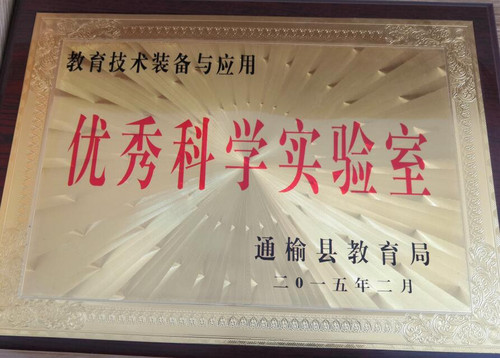 教育技术装备与应用
优秀科学实验室
通榆县教育局
二〇一五年二月